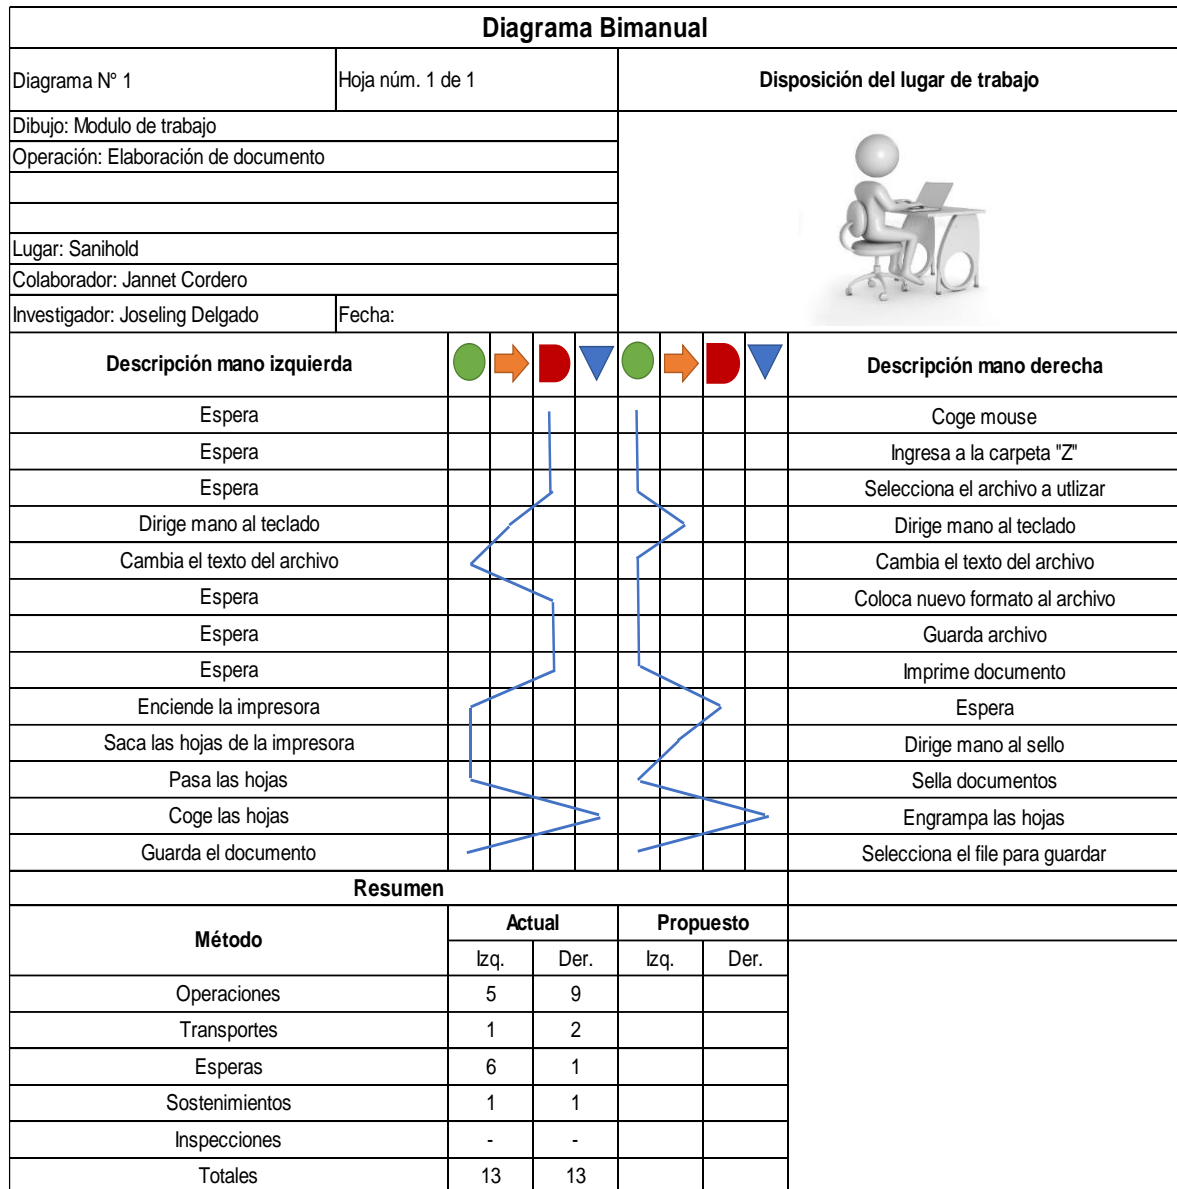 Diagrama Bimanual
Diagrama N° 1 Hoja núm. 1 de 1 Disposición del lugar de trabajo
Dibujo: Modulo de trabajo
Operación: Elaboración de documento
Lugar: Sanihold
Colaborador: Jannet Cordero
Investigador: Joseling Delgado Fecha:
Descripción mano izquierda Descripción mano derecha
Espera Coge mouse
Espera Ingresa a la carpeta "Z"
Espera Selecciona el archivo a utlizar
Dirige mano al teclado Dirige mano al teclado
Cambia el texto del archivo Cambia el texto del archivo
Espera Coloca nuevo formato al archivo
Espera Guarda archivo
Espera Imprime documento
Enciende la impresora Espera
Saca las hojas de la impresora Dirige mano al sello
Pasa las hojas Sella documentos
Coge las hojas Engrampa las hojas
Guarda el documento Selecciona el file para guardar
Resumen
Método Actual Propuesto
Izq. Der. Izq. Der.
Operaciones 5 9
Transportes 1 2
Esperas 6 1
Sostenimientos 1 1
Inspecciones - -
Totales 13 13